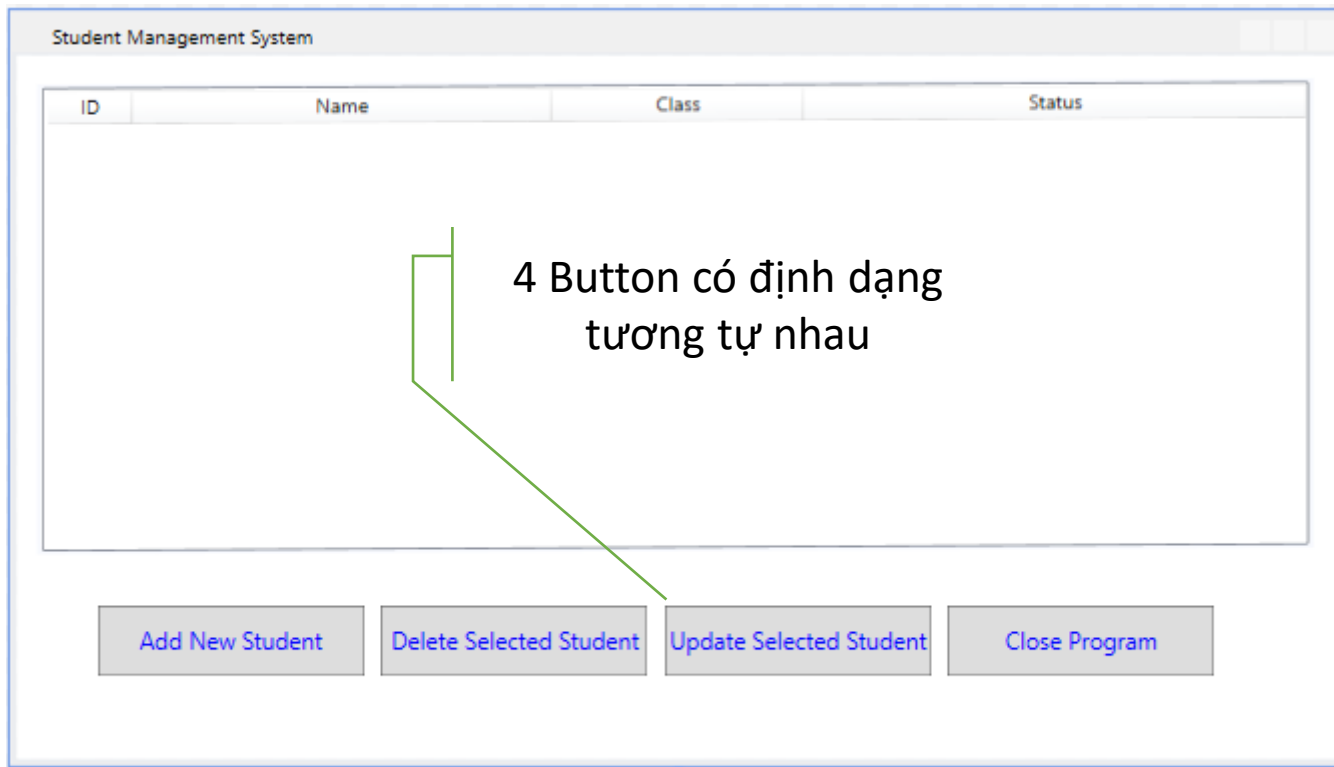 Student Management System
ID Name Class Status
4 Button có định dạng
tương tự nhau
Add New Student Delete Selected Student Update Selected Student Close Program